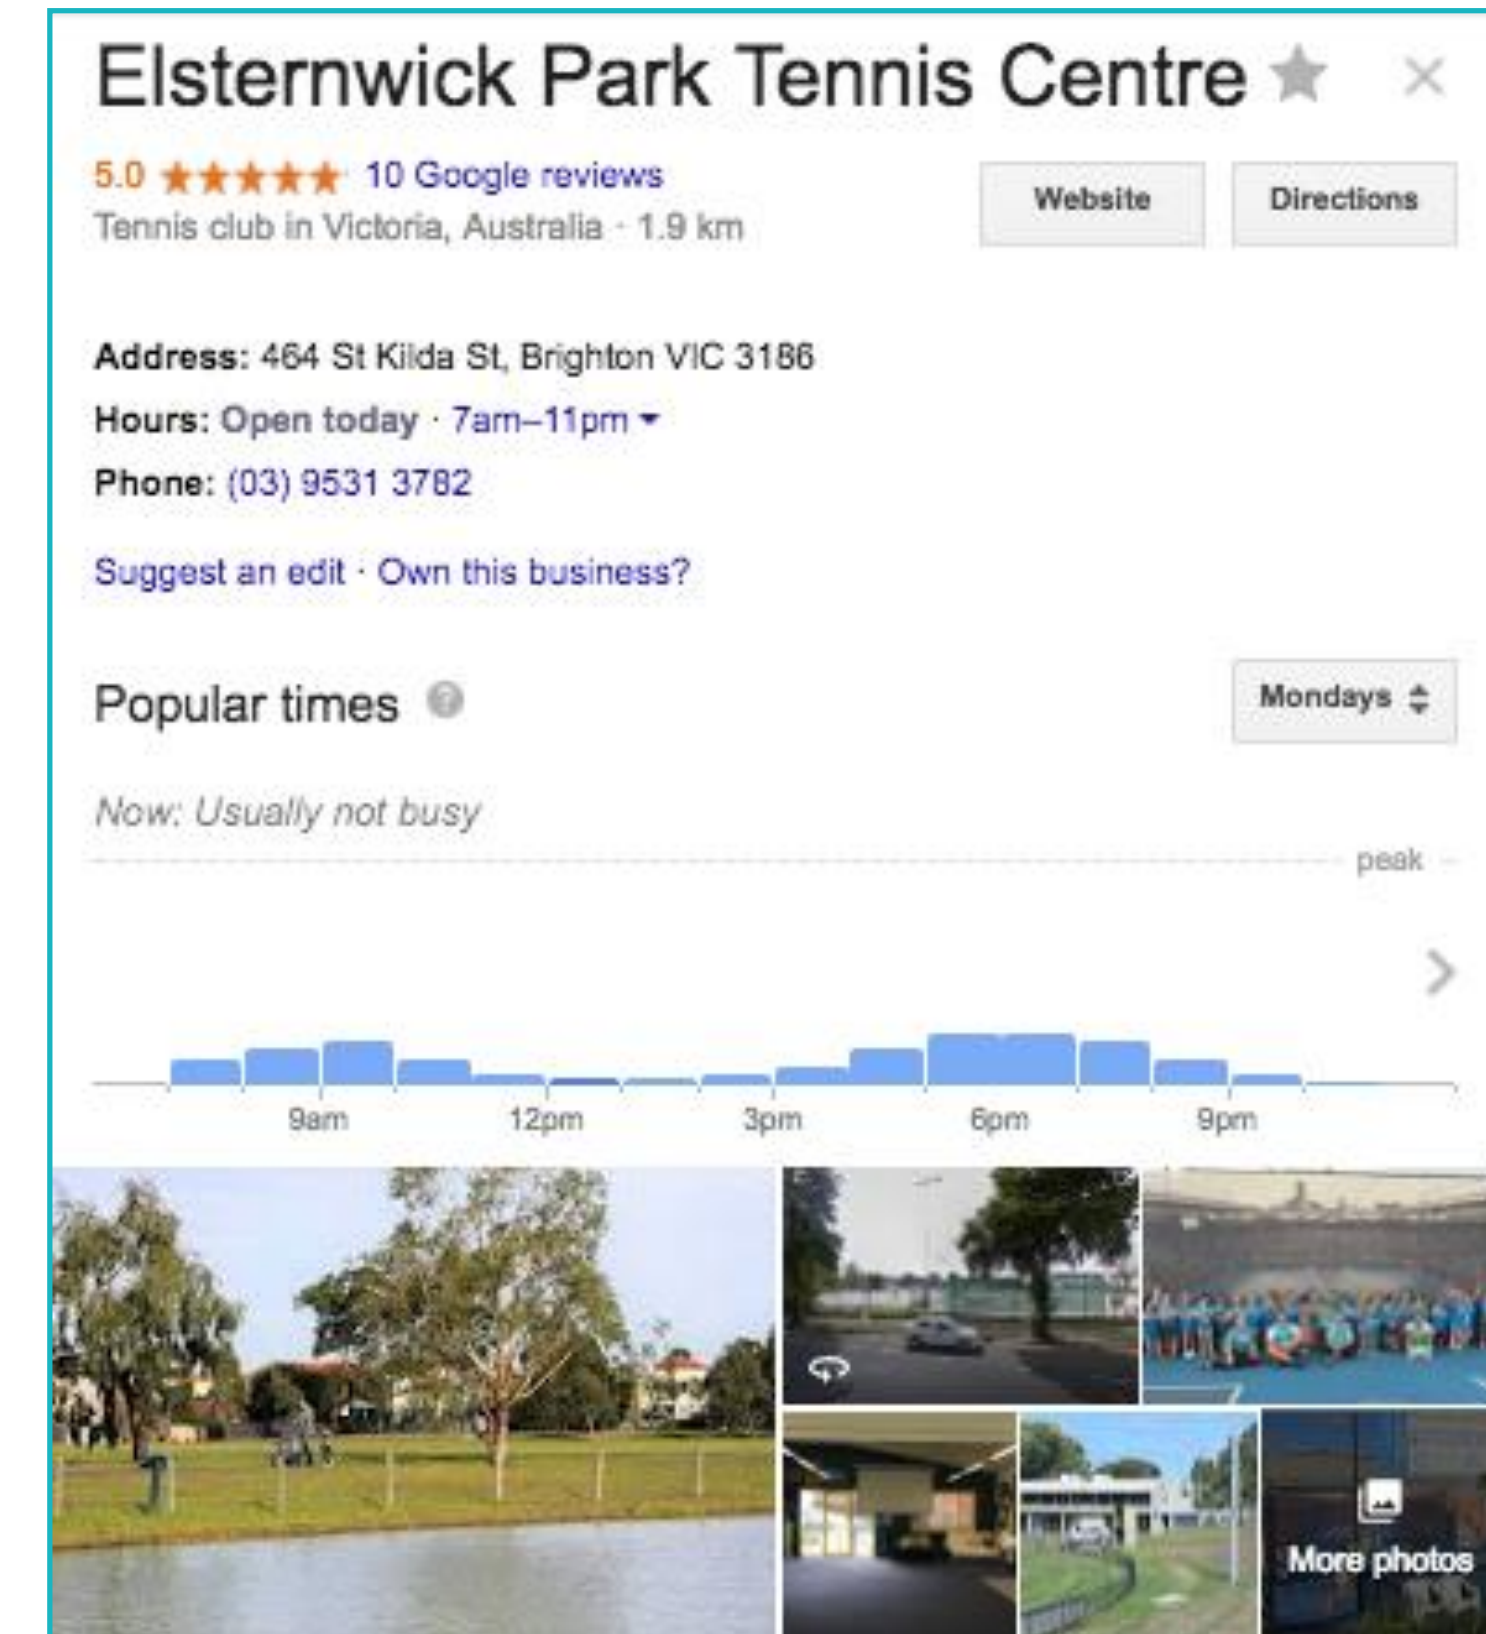 Elsternwick Park Tennis Centre
5.0 10 Google reviews
Website
Directions
Tennis club in Victoria, Australia · 1.9 km
Address: 464 St Kilda St, Brighton VIC 3186
Hours: Open today · 7am–11pm
Phone: (03) 9531 3782
Suggest an edit · Own this business?
Popular times ?
Mondays
Now: Usually not busy
peak
9am 12pm 3pm 6pm 9pm
More photos